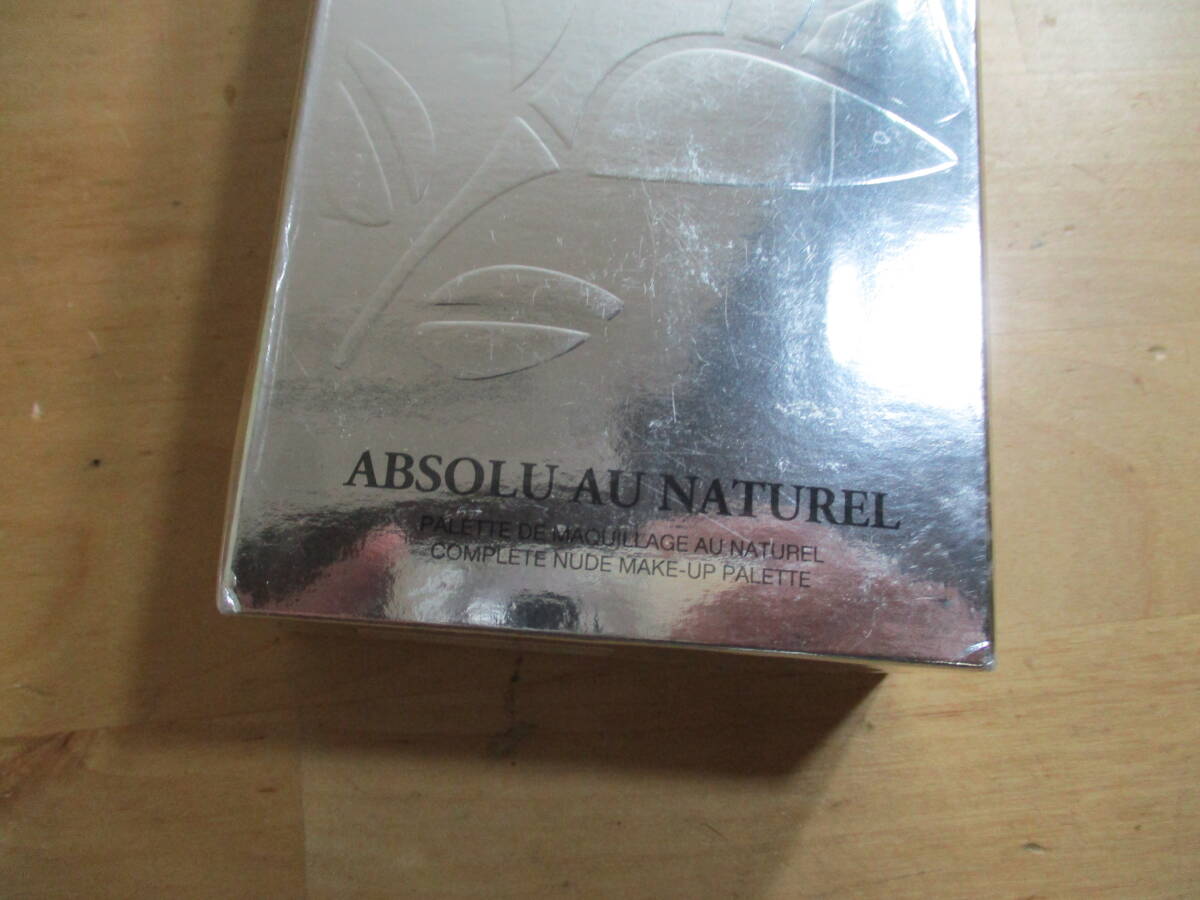 ABSOLU AU NATUREL
PALETTE DE MAQUILLAGE AU NATUREL
COMPLETE NUDE MAKE-UP PALETTE